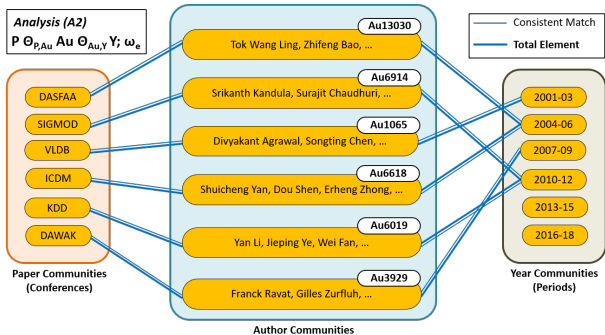 Analysis (A2)
P Θ P,Au Au Θ Au,Y Y; ω e
Consistent Match
Total Element
DASFAA
SIGMOD
VLDB
ICDM
KDD
DAWAK
Paper Communities
(Conferences)
Au13030
Tok Wang Ling, Zhifeng Bao, ...
Au6914
Srikanth Kandula, Surajit Chaudhuri, ...
Au1065
Divyakant Agrawal, Songting Chen, ...
Au6618
Shuicheng Yan, Dou Shen, Erheng Zhong, ...
Au6019
Yan Li, Jieping Ye, Wei Fan, ...
Au3929
Franck Ravat, Gilles Zurfluh, ...
Author Communities
2001-03
2004-06
2007-09
2010-12
2013-15
2016-18
Year Communities
(Periods)